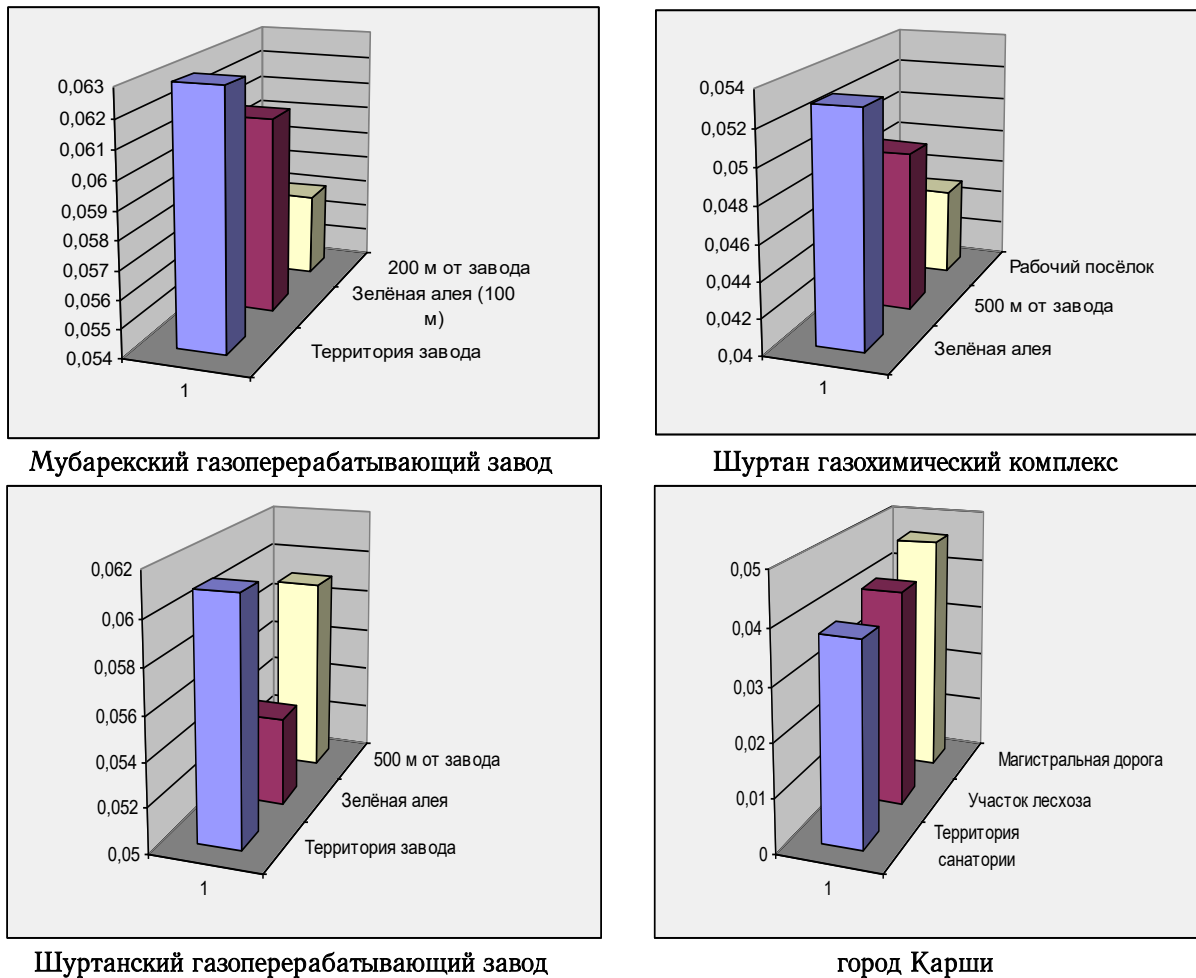 0,063
0,062
0,061
0,06
0,059
0,058
0,057
0,056
0,055
0,054
1
200 м от завода
Зелёная алея (100
м)
Территория завода
Мубарекский газоперерабатывающий завод
0,054
0,052
0,05
0,048
0,046
0,044
0,042
0,04
1
Рабочий посёлок
500 м от завода
Зелёная алея
Шуртан газохимический комплекс
0,062
0,06
0,058
0,056
0,054
0,052
0,05
1
500 м от завода
Зелёная алея
Территория завода
Шуртанский газоперерабатывающий завод
0,05
0,04
0,03
0,02
0,01
0
1
Магистральная дорога
Участок лесхоза
Территория
санатории
город Карши